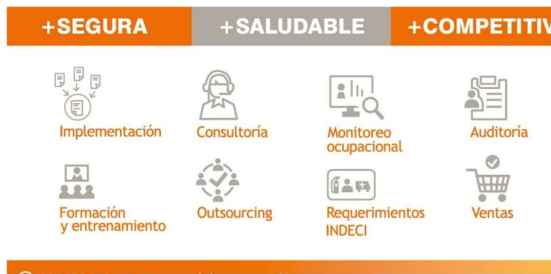 +SEGURA
+SALUDABLE
+COMPETITIV
Implementación
Consultoría
Monitoreo
ocupacional
Auditoría
Formación
y entrenamiento
Outsourcing
Requerimientos
INDECI
Ventas